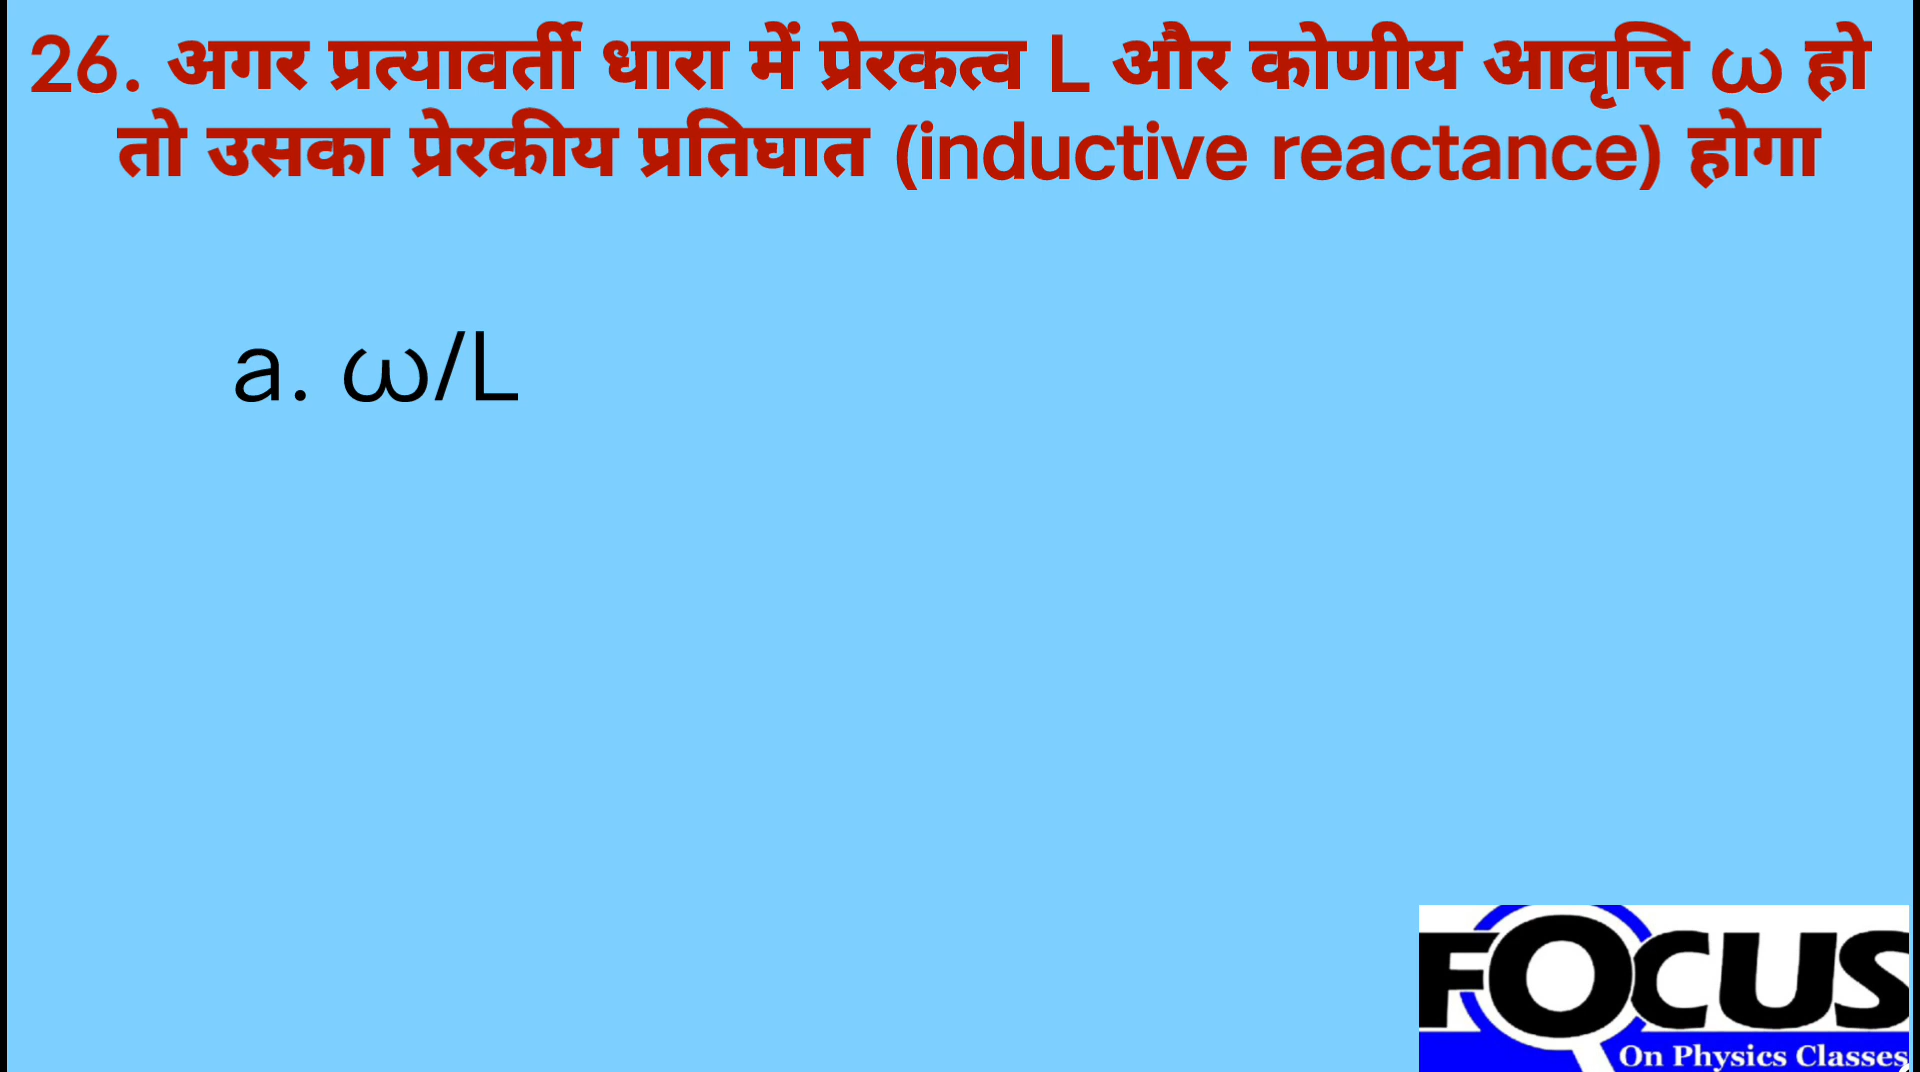 26. अगर प्रत्यावर्ती धारा में प्रेरकत्व L और कोणीय आवृत्ति ω हो
तो उसका प्रेरकीय प्रतिघात (inductive reactance) होगा
a. ω/L
FOCUS
On Physics Classes